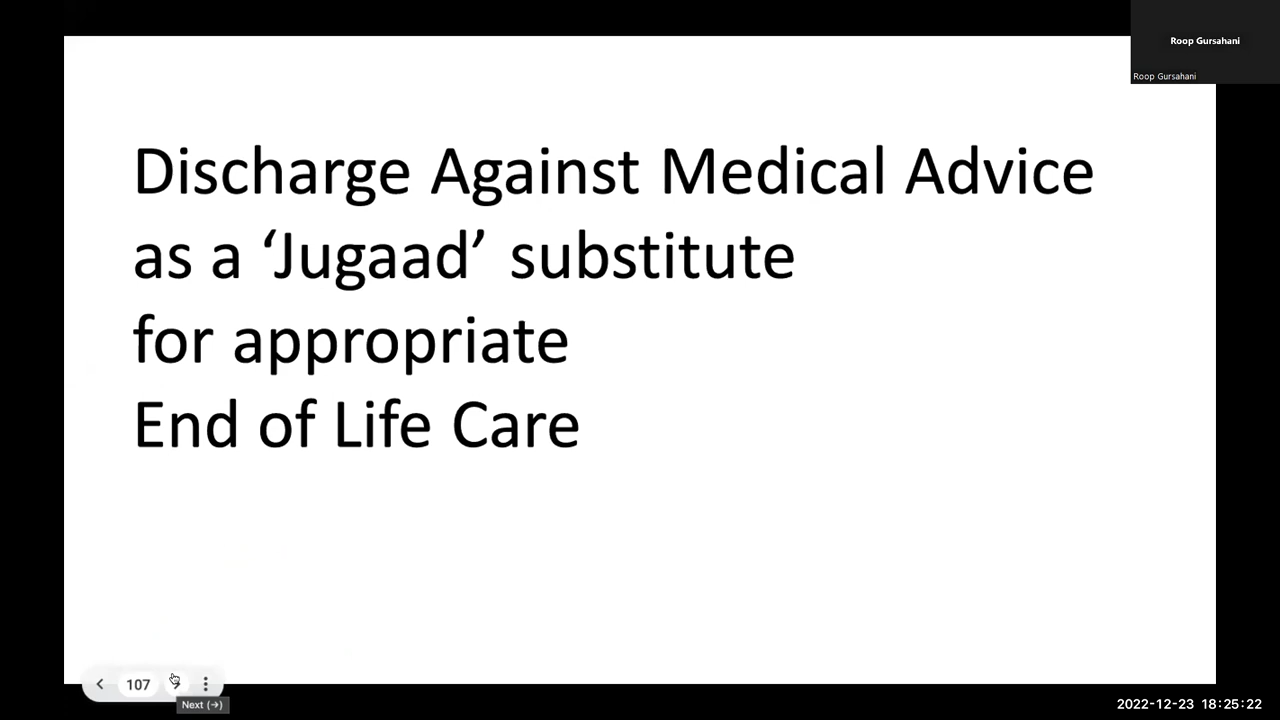 Roop Gursahani
Roop Gursahani
Discharge Against Medical Advice
as a ‘Jugaad’ substitute
for appropriate
End of Life Care
107
Next (→)
2022-12-23 18:25:22